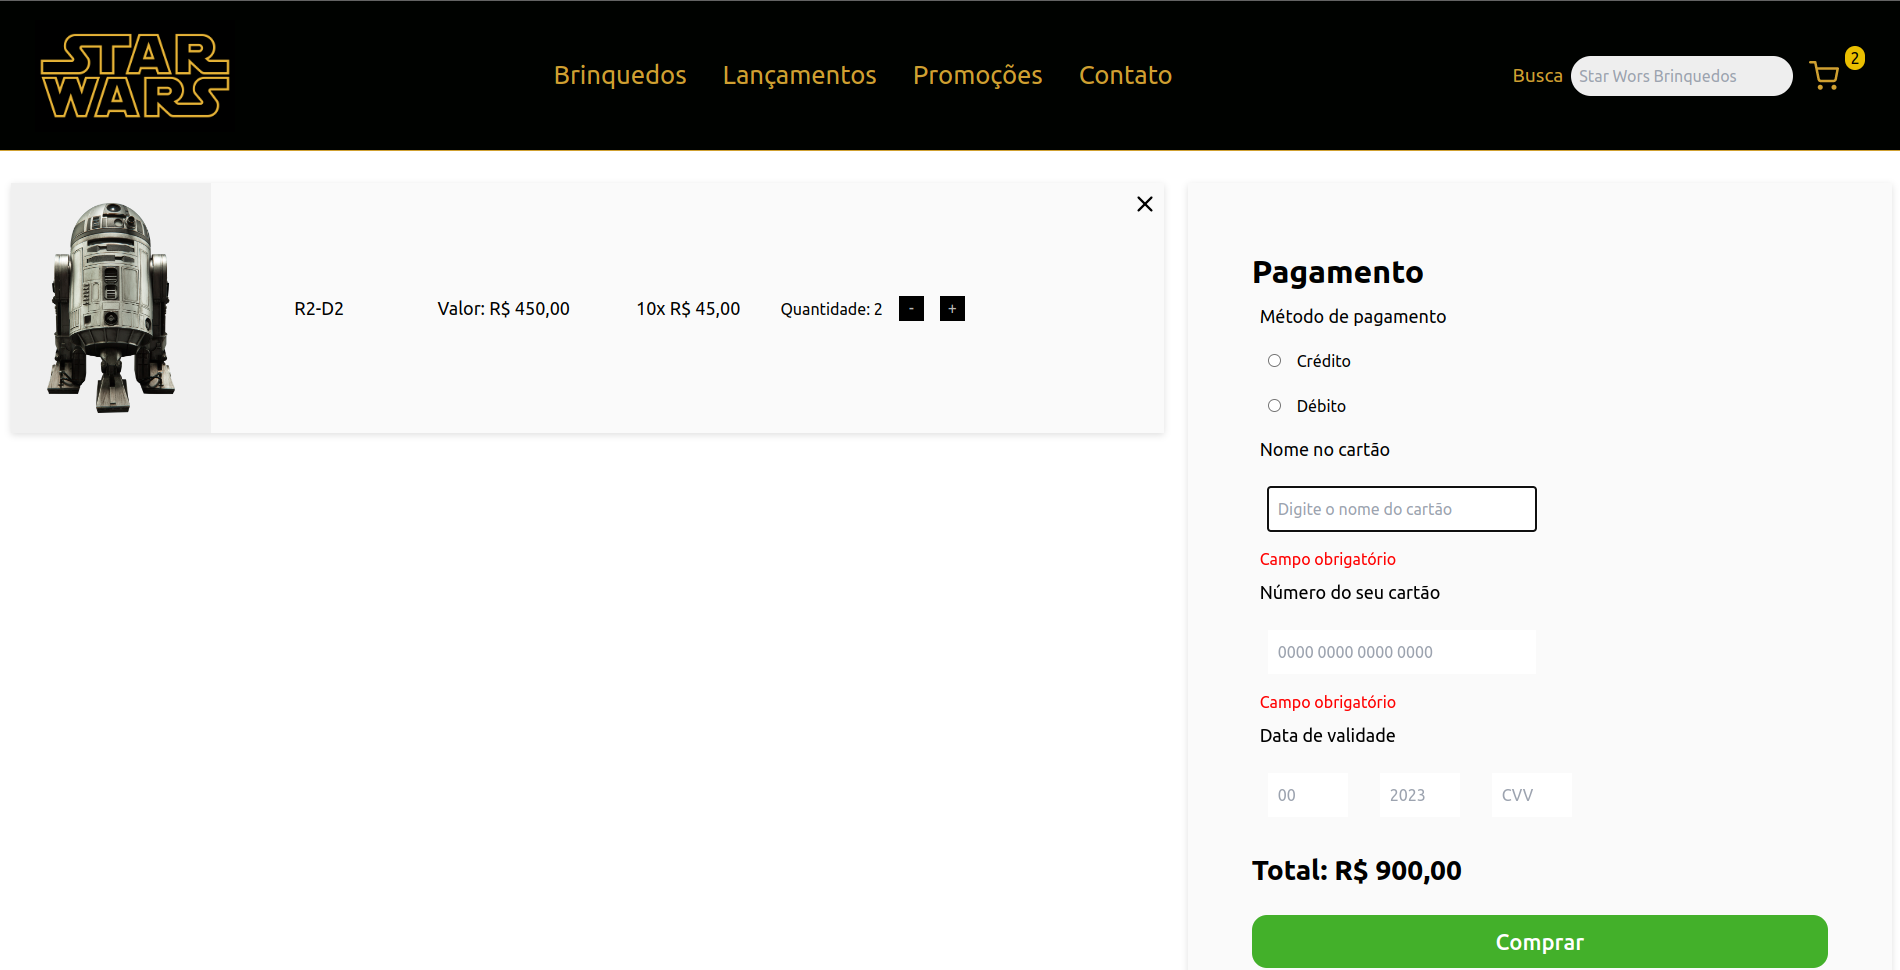 STAR
WARS
Brinquedos Lançamentos Promoções Contato
Busca Star Wors Brinquedos 2
R2-D2 Valor: R$ 450,00 10x R$ 45,00 Quantidade: 2 - +
Pagamento
Método de pagamento
Crédito
Débito
Nome no cartão
Digite o nome do cartão
Campo obrigatório
Número do seu cartão
0000 0000 0000 0000
Campo obrigatório
Data de validade
00 2023 CVV
Total: R$ 900,00
Comprar